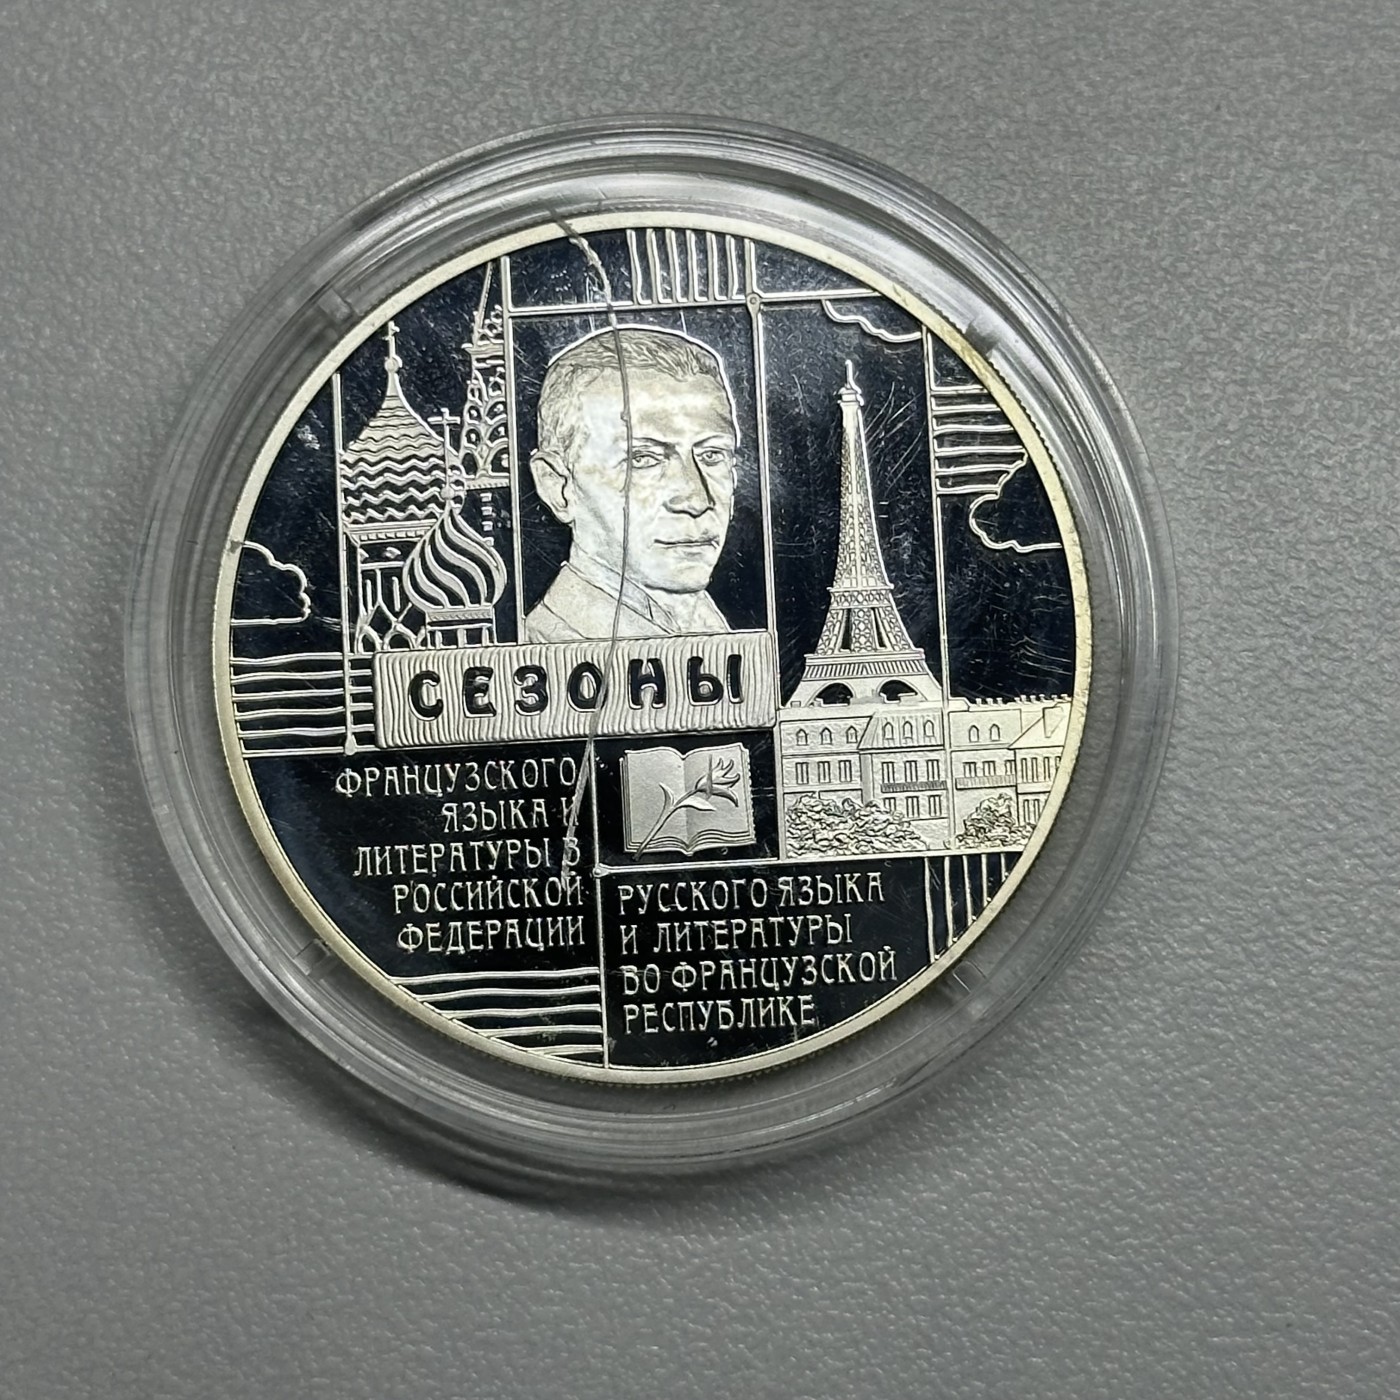 СЕЗОНЫ
ФРАНЦУЗСКОГО
ЯЗЫКА И
ЛИТЕРАТУРЫ В
РОССИЙСКОЙ
ФЕДЕРАЦИИ
РУССКОГО ЯЗЫКА
И ЛИТЕРАТУРЫ
ВО ФРАНЦУЗСКОЙ
РЕСПУБЛИКЕ